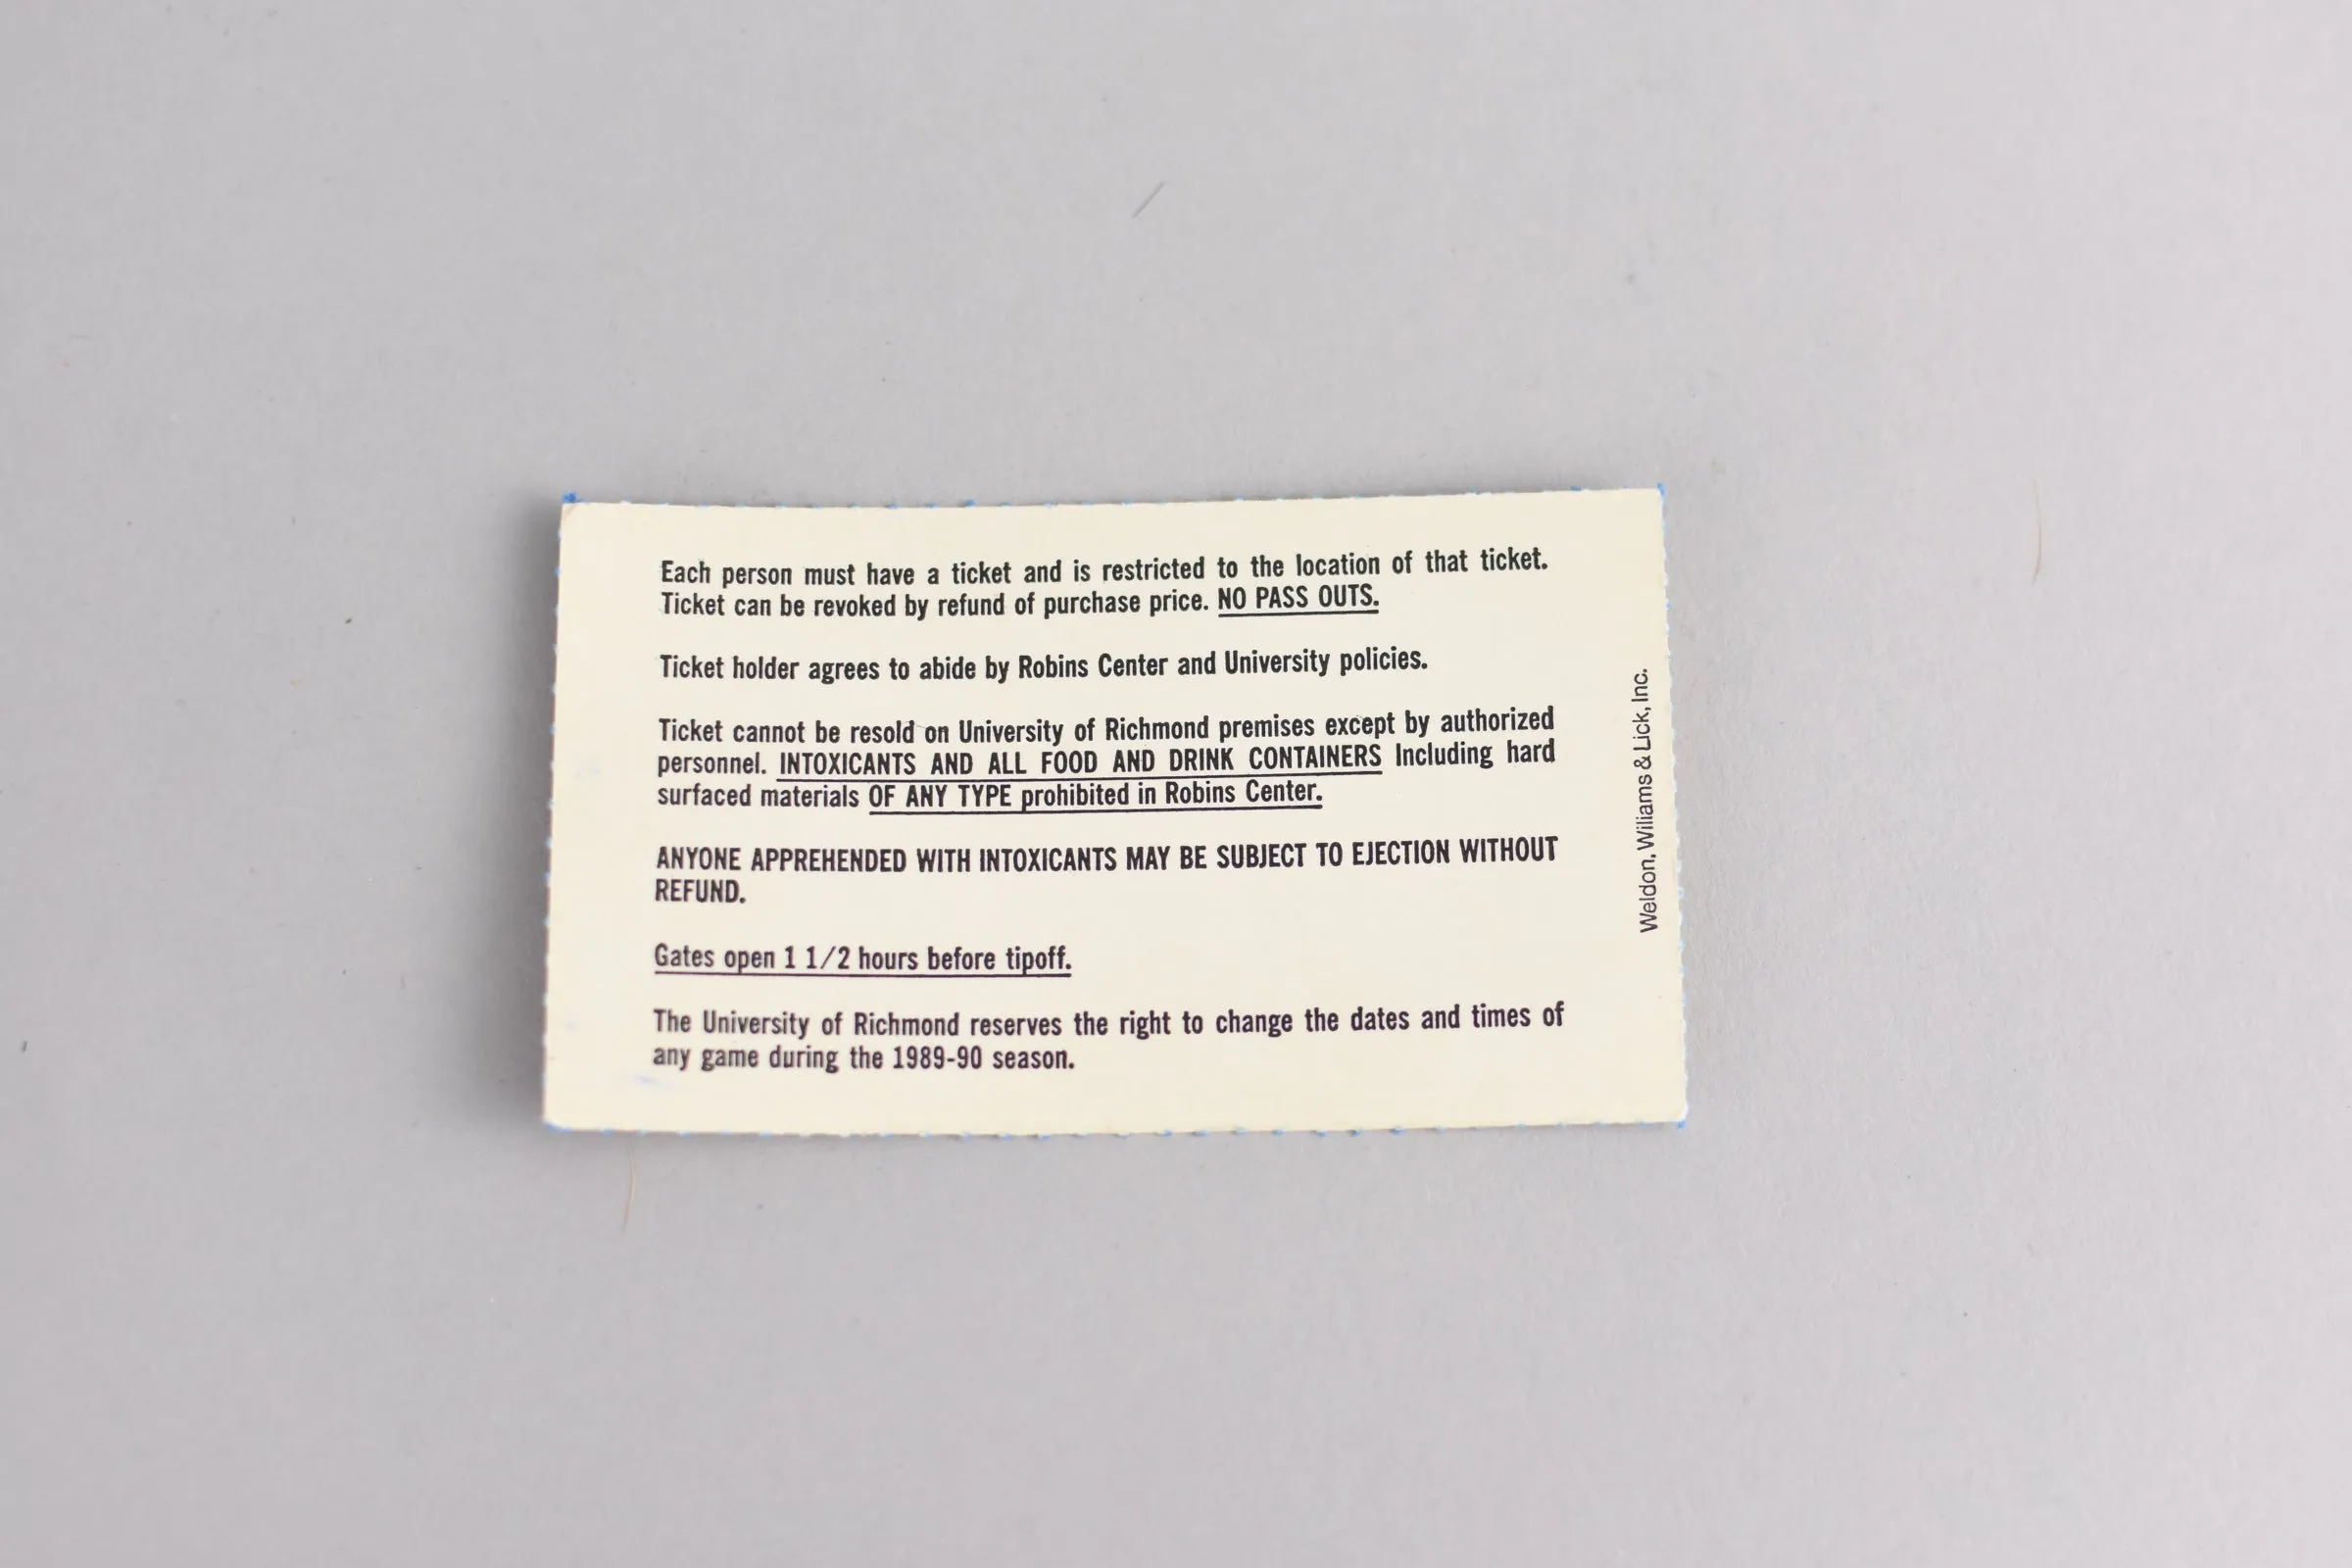 Each person must have a ticket and is restricted to the location of that ticket.
Ticket can be revoked by refund of purchase price. NO PASS OUTS.
Ticket holder agrees to abide by Robins Center and University policies.
Ticket cannot be resold on University of Richmond premises except by authorized
personnel. INTOXICANTS AND ALL FOOD AND DRINK CONTAINERS Including hard
surfaced materials OF ANY TYPE prohibited in Robins Center.
ANYONE APPREHENDED WITH INTOXICANTS MAY BE SUBJECT TO EJECTION WITHOUT
REFUND.
Gates open 1 1/2 hours before tipoff.
The University of Richmond reserves the right to change the dates and times of
any game during the 1989-90 season.
Weldon, Wiliams & Lick, Inc.